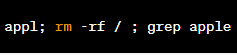 appl; rm -rf / ; grep apple